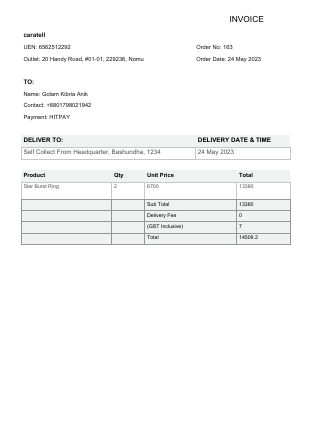 INVOICE
caratell
UEN: 6562512292 Order No: 163
Outlet: 20 Handy Road, #01-01, 229236, Nomu Order Date: 24 May 2023
TO:
Name: Golam Kibria Anik
Contact: +8801798021942
Payment: HITPAY
DELIVER TO: DELIVERY DATE & TIME
Self Collect From Headquarter, Bashundha, 1234 24 May 2023
Product Qty Unit Price Total
Star Burst Ring 2 6700 13360
Sub Total 13360
Delivery Fee 0
(GST Inclusive) 7
Total 14509.2